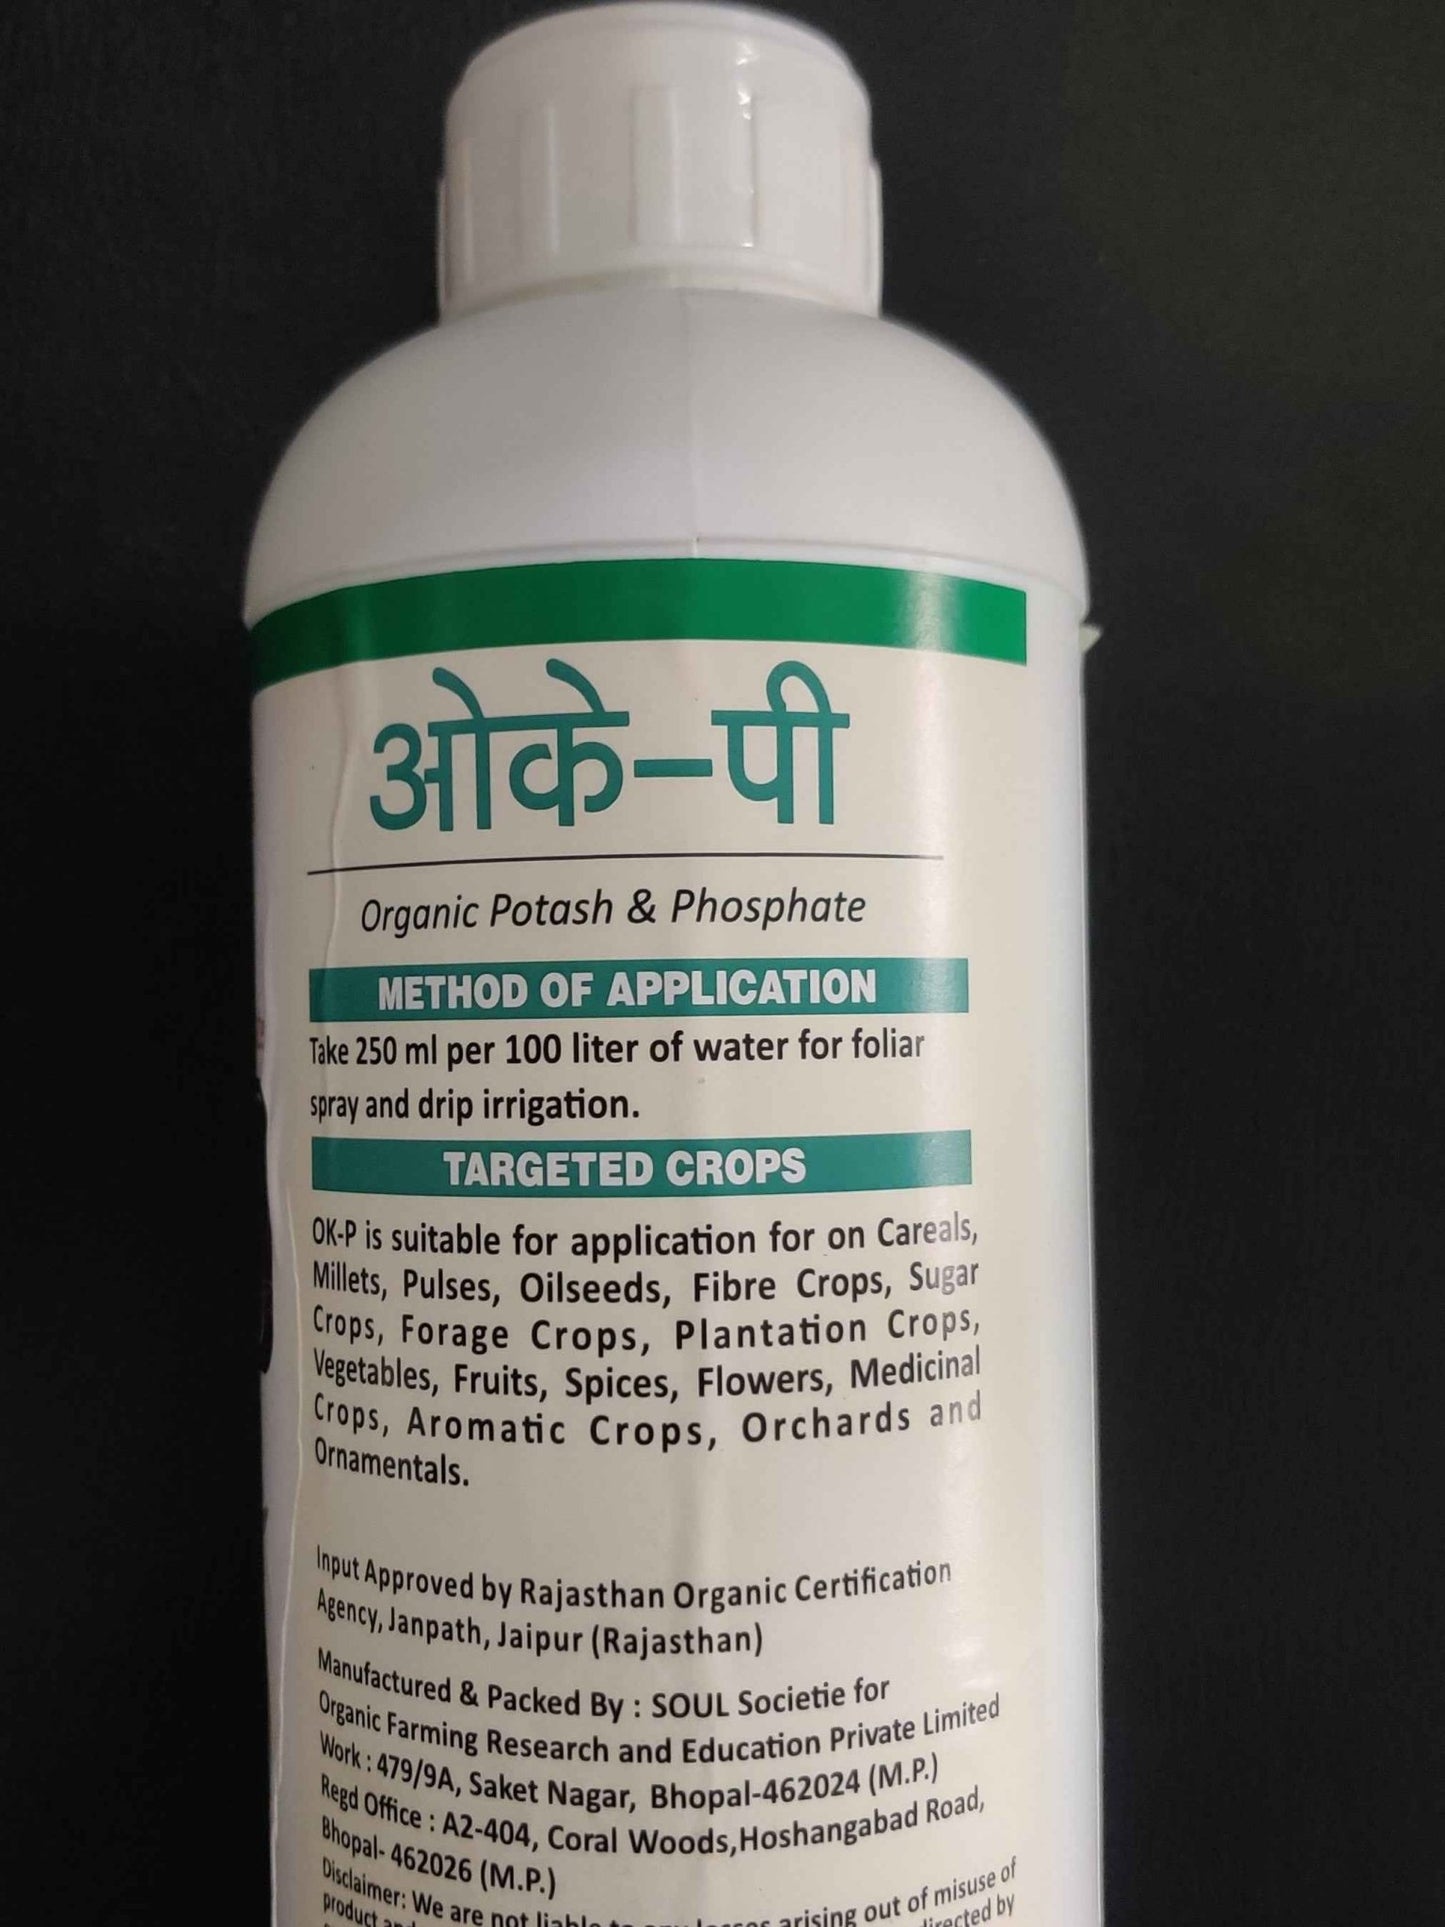 ओके-पी
Organic Potash & Phosphate
METHOD OF APPLICATION
Take 250 ml per 100 liter of water for foliar
spray and drip irrigation.
TARGETED CROPS
OK-P is suitable for application for on Careals,
Millets, Pulses, Oilseeds, Fibre Crops, Sugar
Crops, Forage Crops, Plantation Crops,
Vegetables, Fruits, Spices, Flowers, Medicinal
Crops, Aromatic Crops, Orchards and
Ornamentals.
Input Approved by Rajasthan Organic Certification
Agency, Janpath, Jaipur (Rajasthan)
Manufactured & Packed By : SOUL Societie for
Organic Farming Research and Education Private Limited
Work : 479/9A, Saket Nagar, Bhopal-462024 (M.P.)
Regd Office : A2-404, Coral Woods,Hoshangabad Road,
Bhopal- 462026 (M.P.)
Disclaimer: We are not liable to any losses arising out of misuse of
product directed by